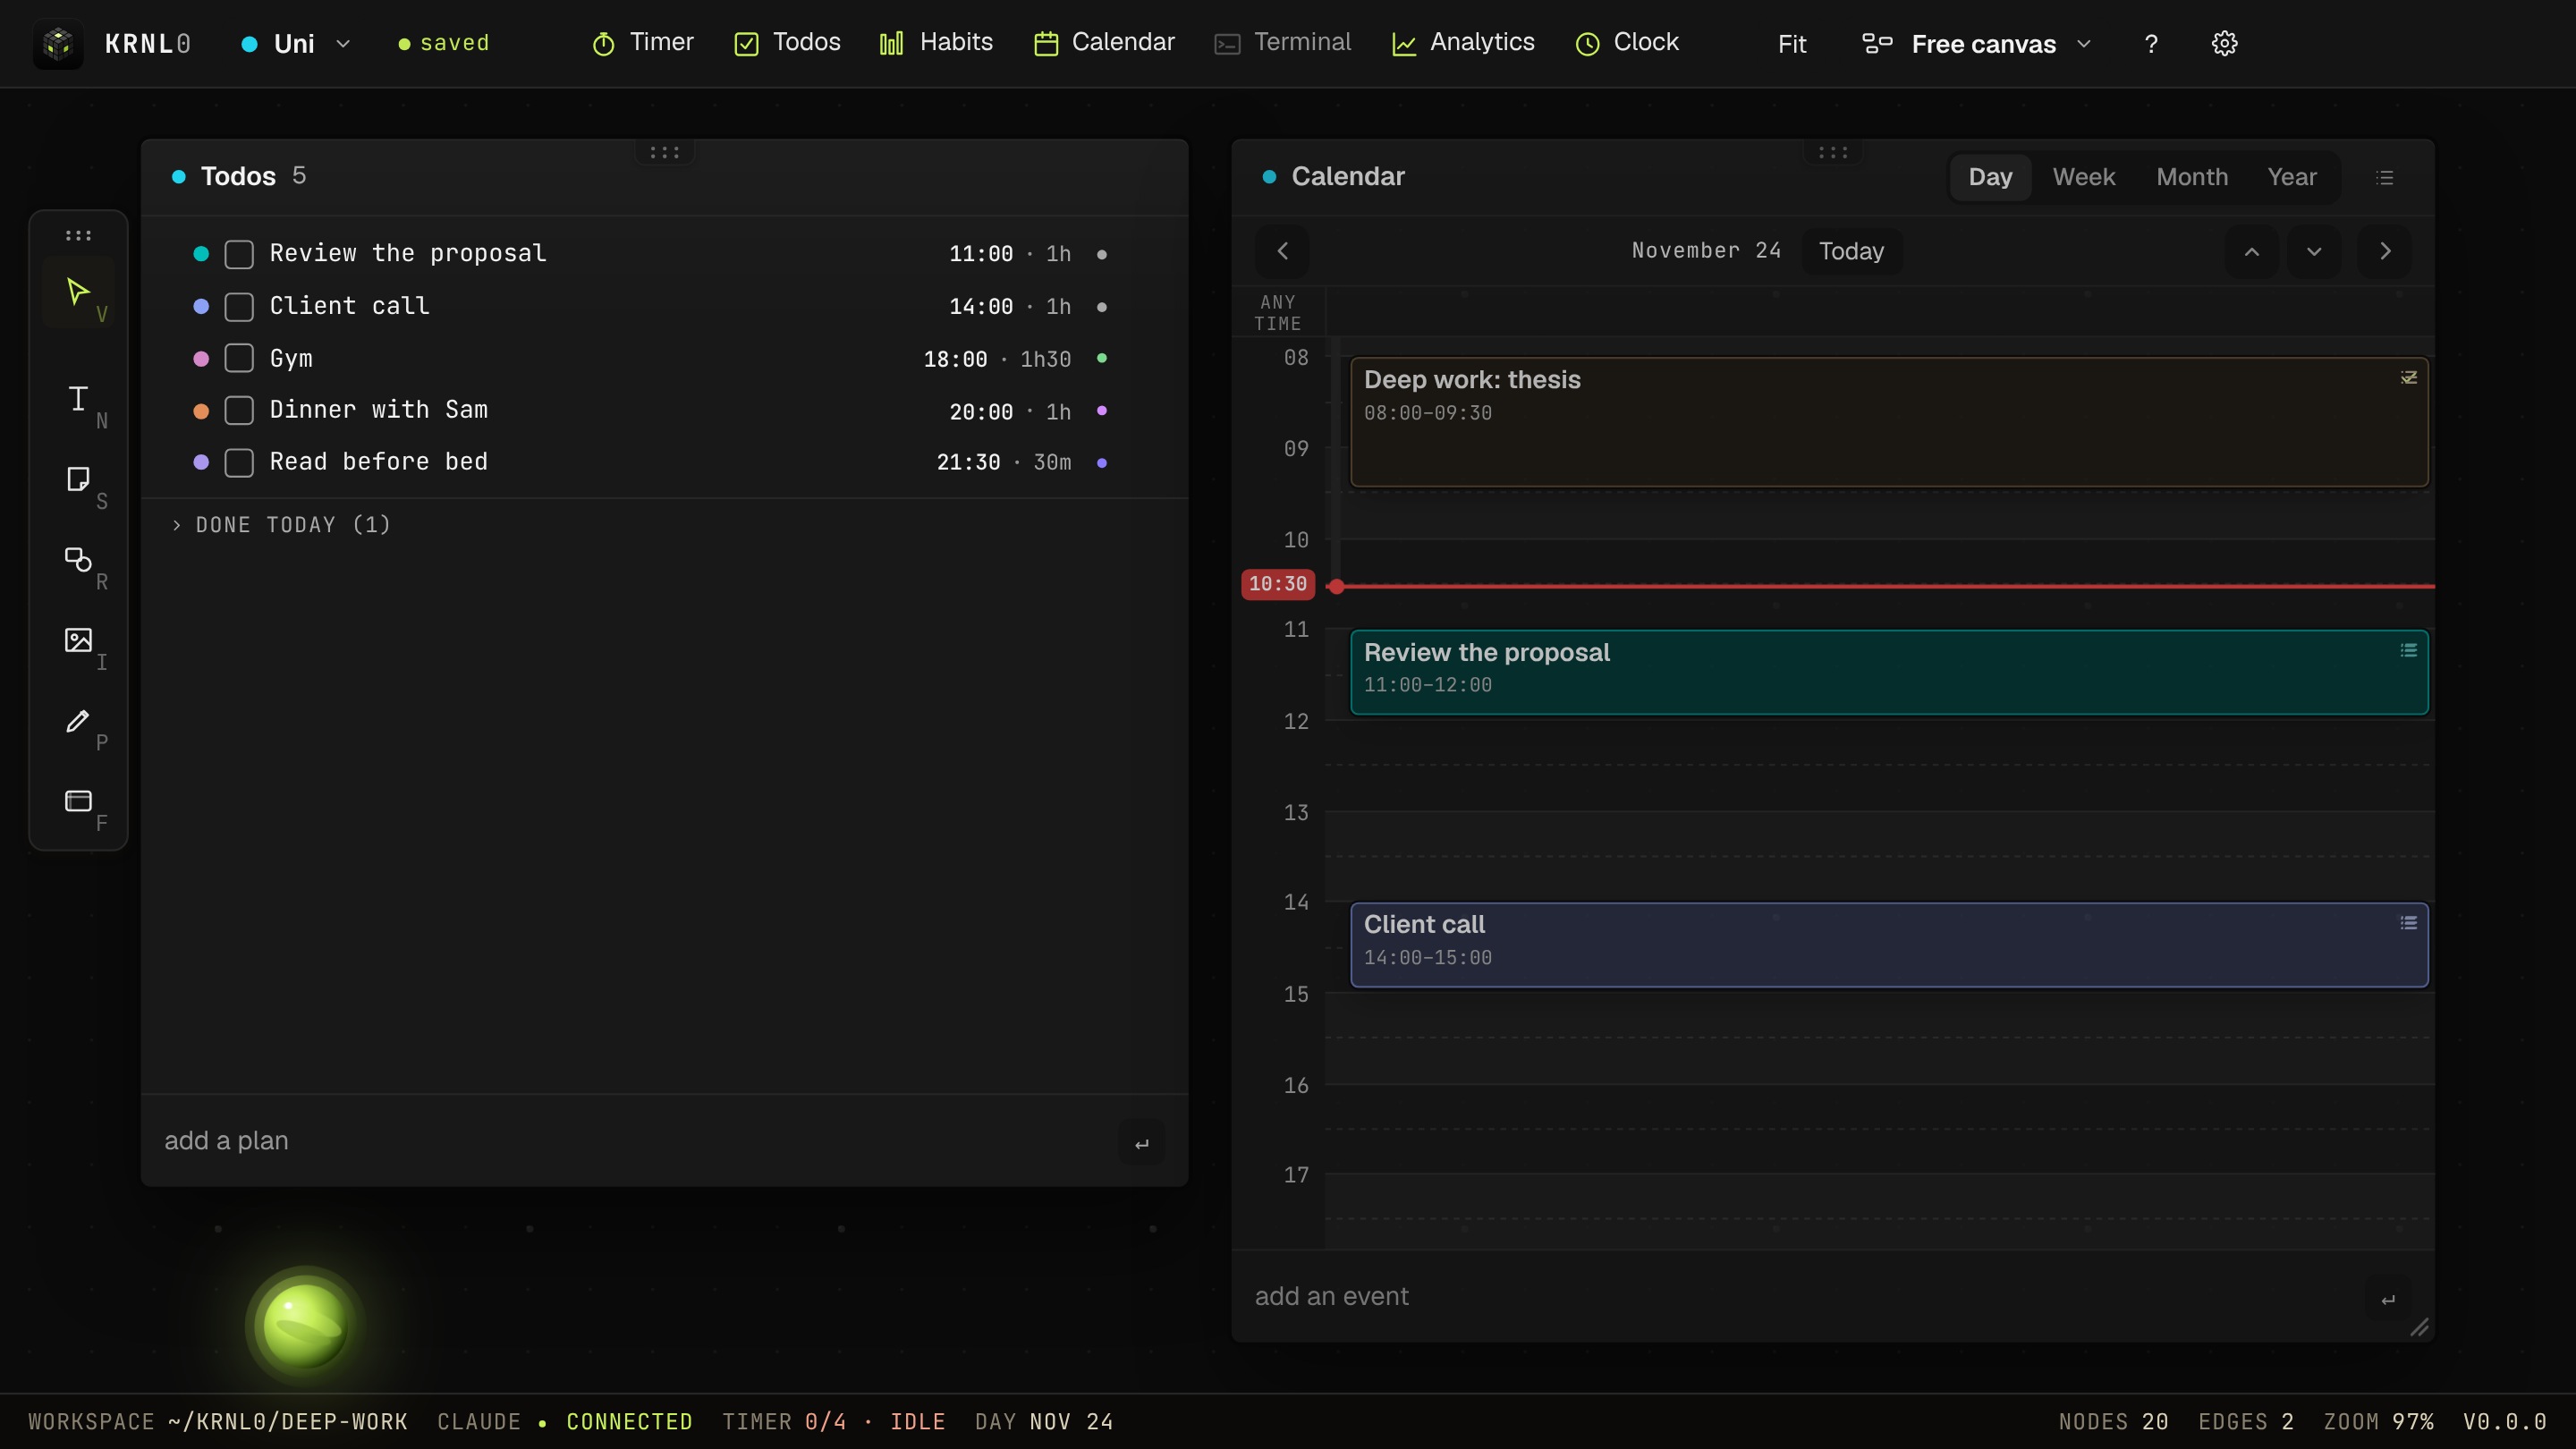 KRNL0 Uni saved Timer Todos Habits Calendar Terminal Analytics Clock Fit Free canvas ?
Todos 5
Review the proposal 11:00 · 1h
Client call 14:00 · 1h
Gym 18:00 · 1h30
Dinner with Sam 20:00 · 1h
Read before bed 21:30 · 30m
DONE TODAY (1)
add a plan
V
N
S
R
I
P
F
Calendar Day Week Month Year
November 24 Today
ANY
TIME
08
Deep work: thesis
08:00–09:30
09
10
10:30
11
Review the proposal
11:00–12:00
12
13
14
Client call
14:00–15:00
15
16
17
add an event
WORKSPACE ~/KRNL0/DEEP-WORK CLAUDE • CONNECTED TIMER 0/4 · IDLE DAY NOV 24 NODES 20 EDGES 2 ZOOM 97% V0.0.0